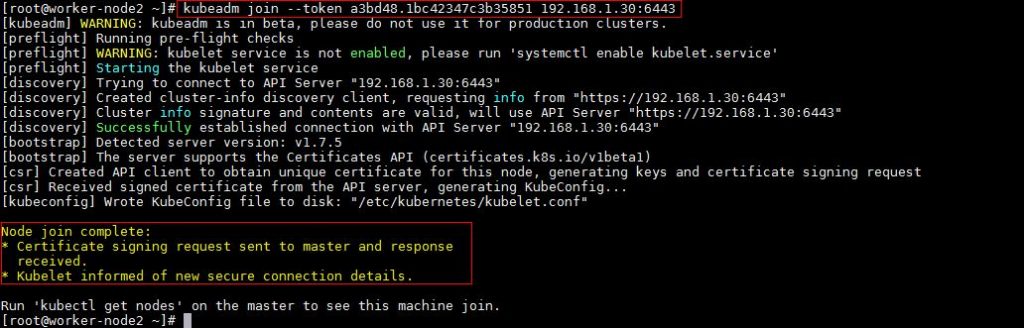 [root@worker-node2 ~]# kubeadm join --token a3bd48.1bc42347c3b35851 192.168.1.30:6443
[kubeadm] WARNING: kubeadm is in beta, please do not use it for production clusters.
[preflight] Running pre-flight checks
[preflight] WARNING: kubelet service is not enabled, please run 'systemctl enable kubelet.service'
[preflight] Starting the kubelet service
[discovery] Trying to connect to API Server "192.168.1.30:6443"
[discovery] Created cluster-info discovery client, requesting info from "https://192.168.1.30:6443"
[discovery] Cluster info signature and contents are valid, will use API Server "https://192.168.1.30:6443"
[discovery] Successfully established connection with API Server "192.168.1.30:6443"
[bootstrap] Detected server version: v1.7.5
[bootstrap] The server supports the Certificates API (certificates.k8s.io/v1beta1)
[csr] Created API client to obtain unique certificate for this node, generating keys and certificate signing request
[csr] Received signed certificate from the API server, generating KubeConfig...
[kubeconfig] Wrote KubeConfig file to disk: "/etc/kubernetes/kubelet.conf"
Node join complete:
* Certificate signing request sent to master and response
received.
* Kubelet informed of new secure connection details.
Run 'kubectl get nodes' on the master to see this machine join.
[root@worker-node2 ~]#